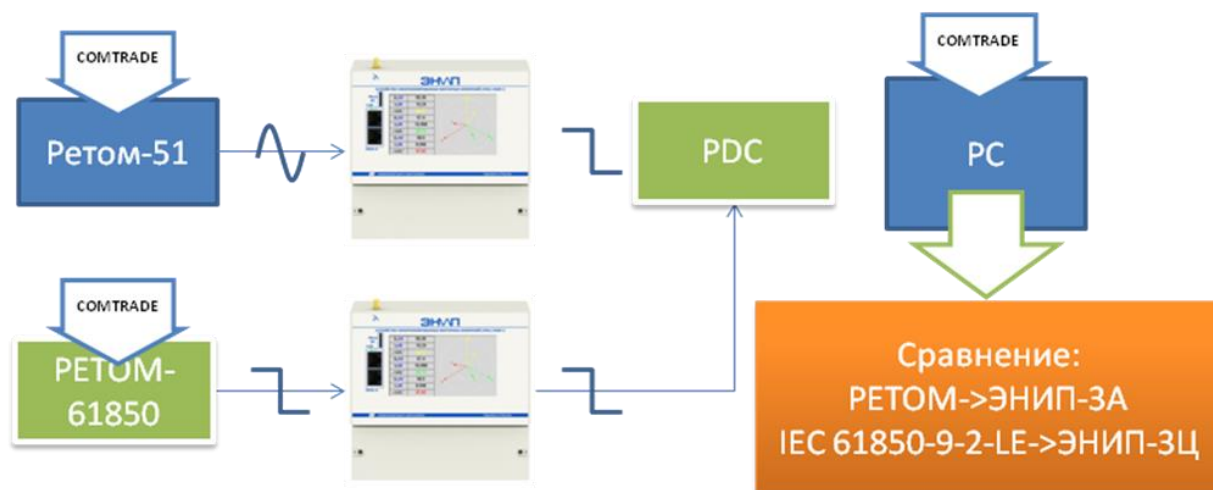 COMTRADE
Ретом-51
ЭНИП
PDC
COMTRADE
PC
COMTRADE
РЕТОМ-
61850
ЭНИП
Сравнение:
РЕТОМ->ЭНИП-3А
IEC 61850-9-2-LE->ЭНИП-3Ц